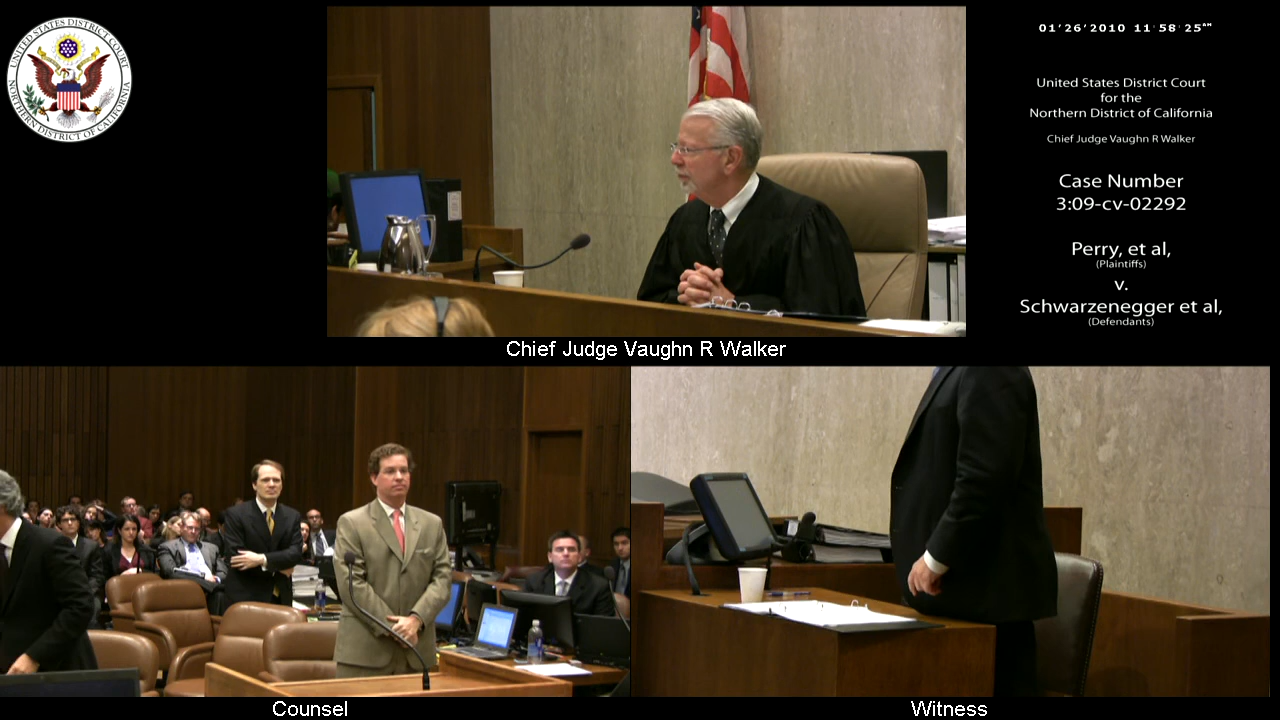 UNITED STATES DISTRICT COURT
NORTHERN DISTRICT OF CALIFORNIA
01'26'2010 11 58 25AM
United States District Court
for the
Northern District of California
Chief Judge Vaughn R Walker
Case Number
3:09-cv-02292
Perry, et al,
(Plaintiffs)
v.
Schwarzenegger et al,
(Defendants)
Chief Judge Vaughn R Walker
Counsel
Witness